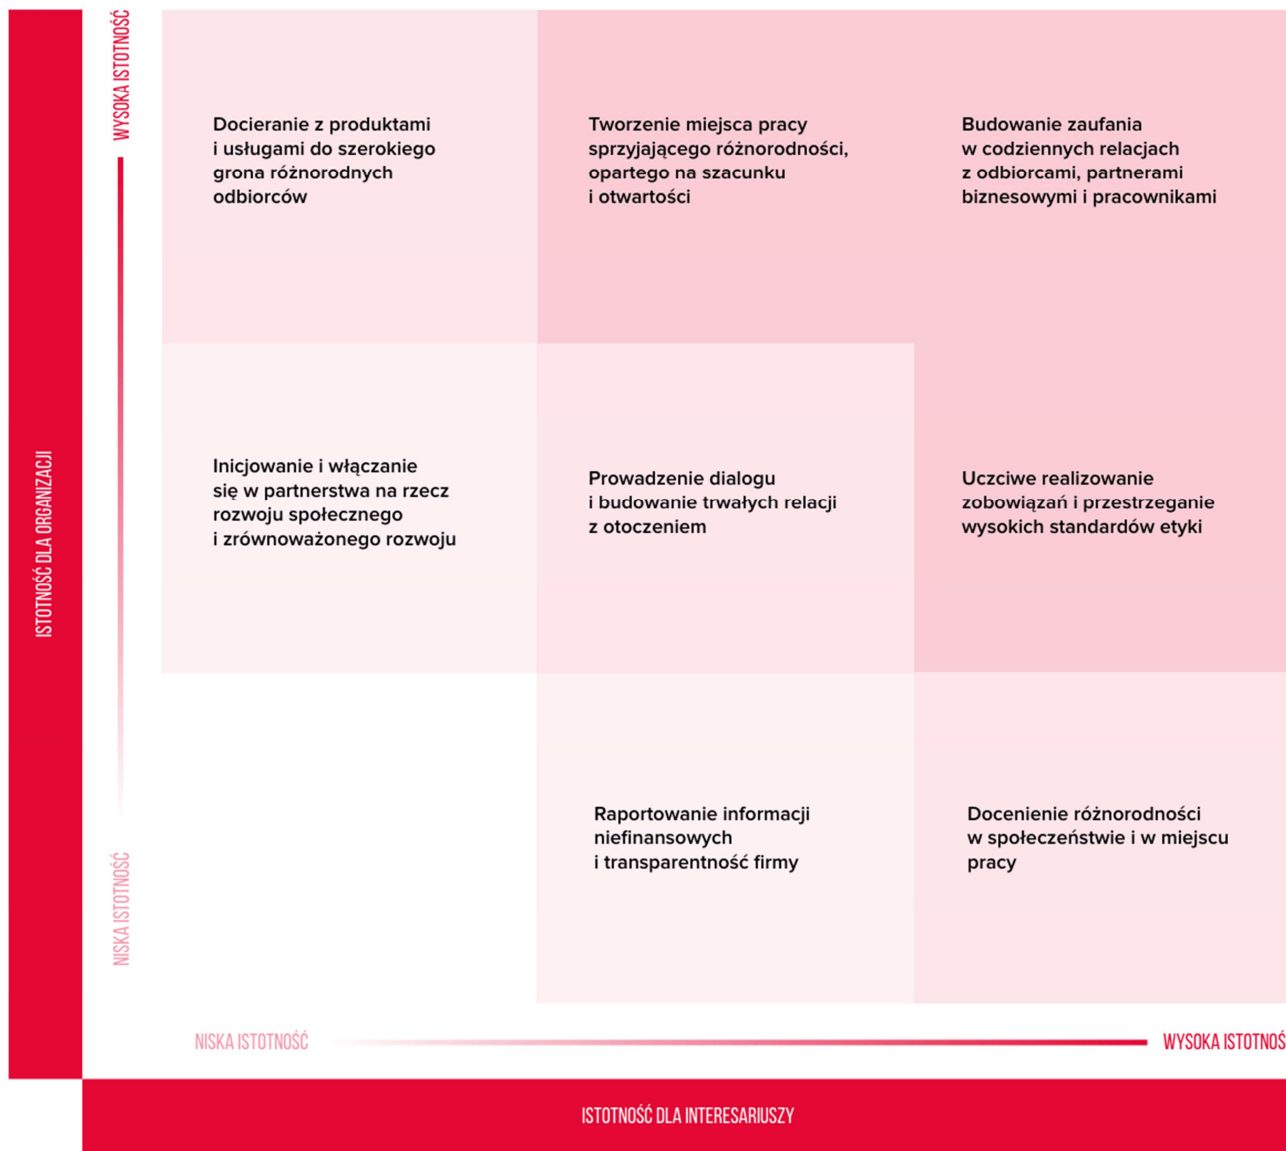 WYSOKA ISTOTNOŚĆ
Docieranie z produktami
i usługami do szerokiego
grona różnorodnych
odbiorców
Tworzenie miejsca pracy
sprzyjającego różnorodności,
opartego na szacunku
i otwartości
Budowanie zaufania
w codziennych relacjach
z odbiorcami, partnerami
biznesowymi i pracownikami
ISTOTNOŚĆ DLA ORGANIZACJI
Inicjowanie i włączanie
się w partnerstwa na rzecz
rozwoju społecznego
i zrównoważonego rozwoju
Prowadzenie dialogu
i budowanie trwałych relacji
z otoczeniem
Uczciwe realizowanie
zobowiązań i przestrzeganie
wysokich standardów etyki
NISKA ISTOTNOŚĆ
Raportowanie informacji
niefinansowych
i transparentność firmy
Docenienie różnorodności
w społeczeństwie i w miejscu
pracy
NISKA ISTOTNOŚĆ
WYSOKA ISTOTNOŚ
ISTOTNOŚĆ DLA INTERESARIUSZY